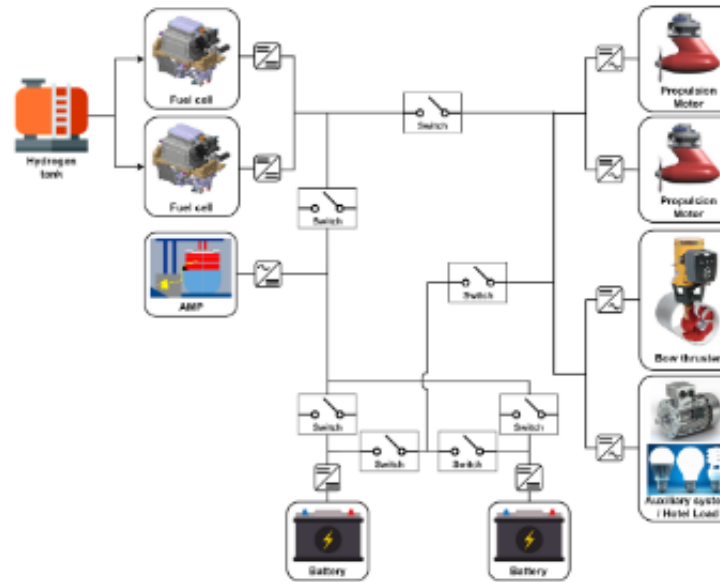 Fuel cell
Hydrogen
tank
Fuel cell
AMP
Switch
Switch
Switch
Switch
Switch
Switch
Switch
Battery
Battery
Propulsion
Motor
Propulsion
Motor
Bow thruster
Auxiliary system
/ Hotel Load